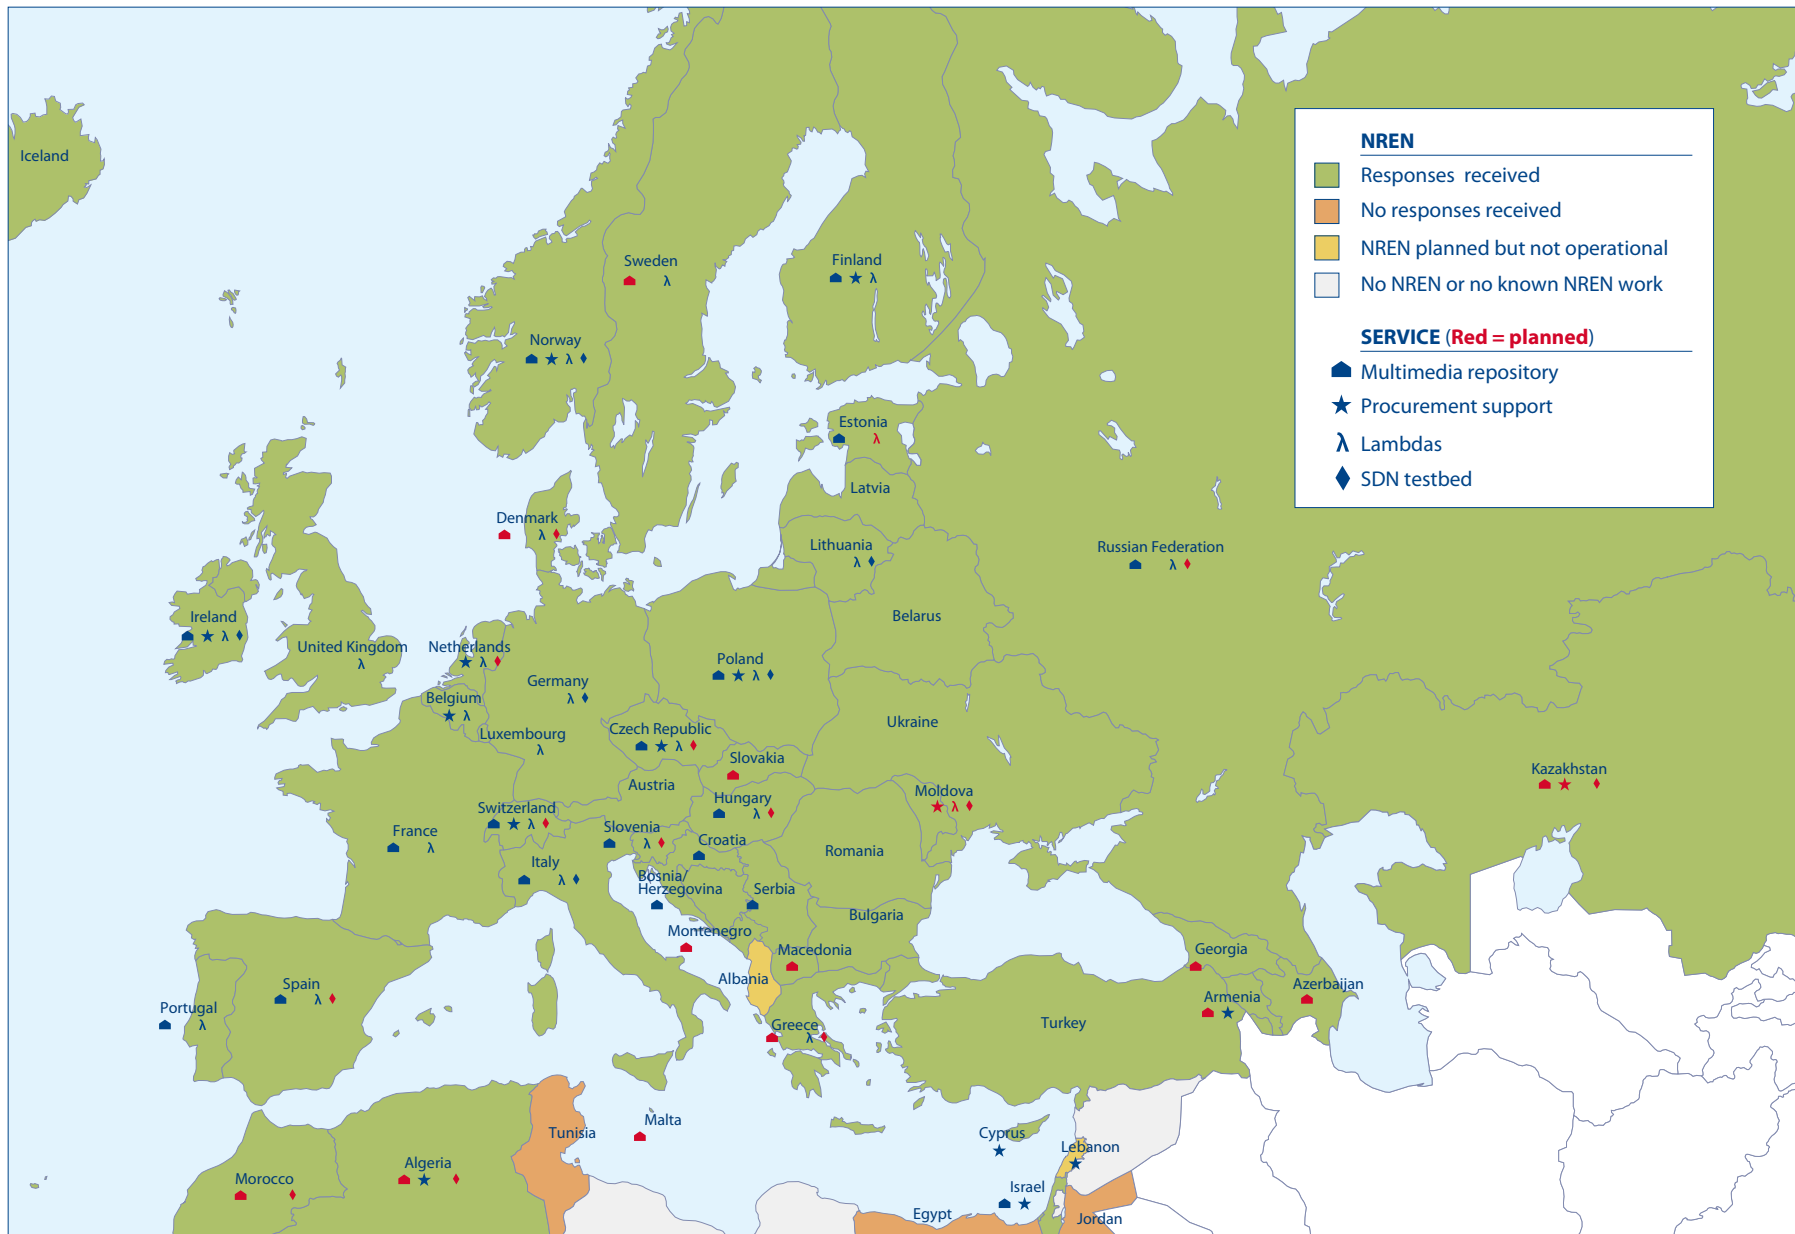 Iceland
Sweden
λ
Finland
λ
Norway
λ
Estonia
λ
Latvia
Denmark
λ
Lithuania
λ
Russian Federation
λ
Ireland
λ
United Kingdom
λ
Netherlands
λ
Belarus
Poland
λ
Germany
λ
Belgium
λ
Ukraine
Luxembourg
λ
Czech Republic
λ
Slovakia
Kazakhstan
Austria
Moldova
λ
Hungary
λ
Switzerland
λ
Slovenia
λ
France
λ
Croatia
Romania
Italy
λ
Bosnia/
Herzegovina
Serbia
Bulgaria
Montenegro
Macedonia
Georgia
Albania
Spain
λ
Azerbaijan
Armenia
Portugal
λ
Greece
λ
Turkey
Malta
Tunisia
Cyprus
Lebanon
Algeria
Morocco
Israel
Egypt
Jordan
NREN
Responses received
No responses received
NREN planned but not operational
No NREN or no known NREN work
SERVICE (Red = planned)
Multimedia repository
Procurement support
λ Lambdas
SDN testbed